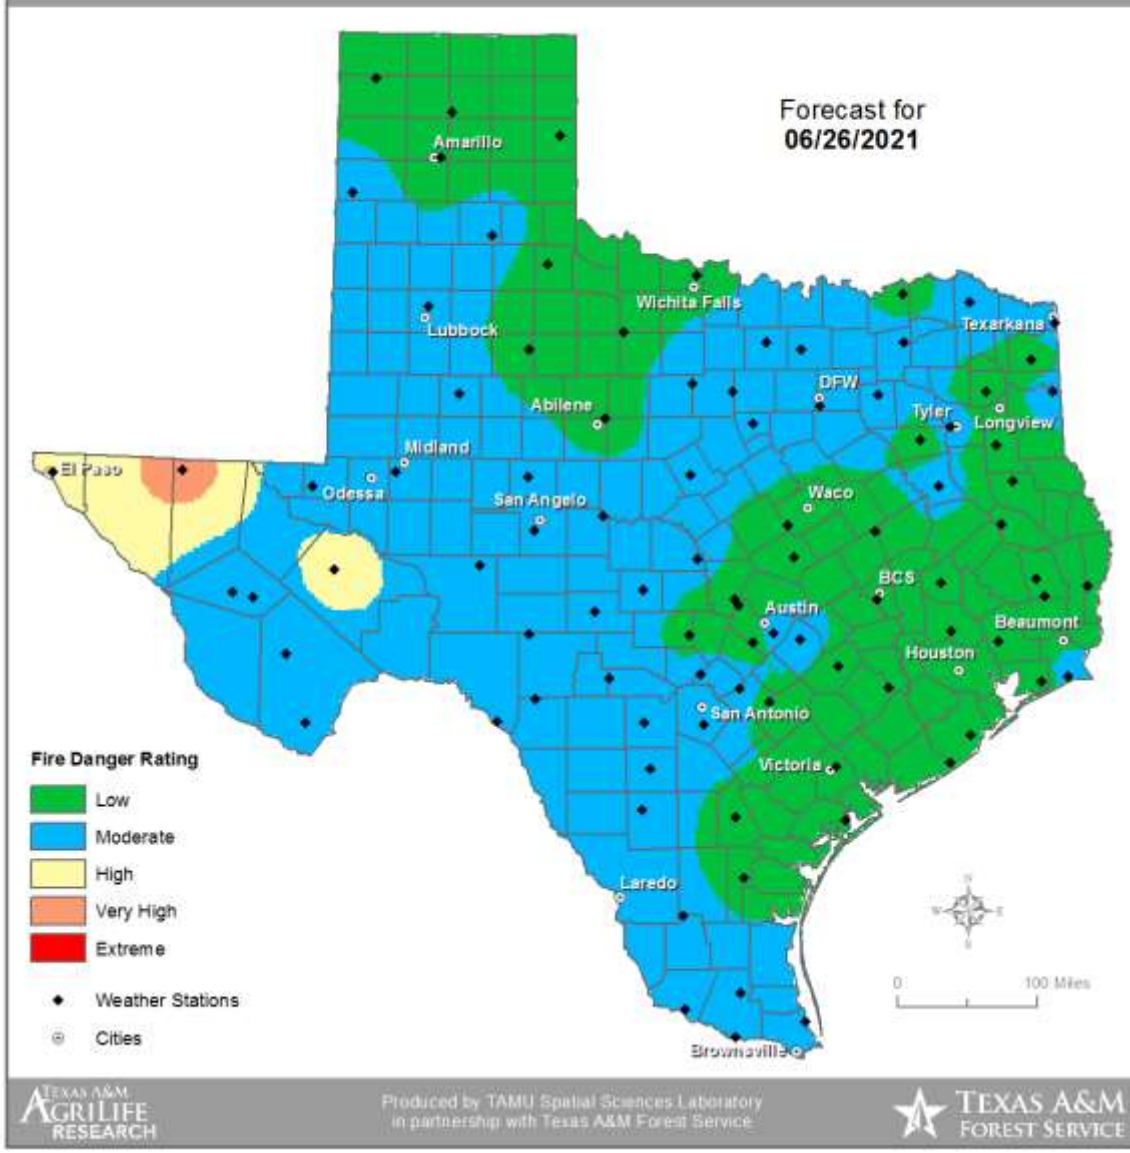 Forecast for
06/26/2021
Amarillo
Wichita Falls
Lubbock
Texarkana
DFW
Abilene
Tyler
Longview
Midland
El Paso
Odessa
San Angelo
Waco
BCS
Austin
Beaumont
Houston
San Antonio
Victoria
Laredo
Brownsville
Fire Danger Rating
Low
Moderate
High
Very High
Extreme
Weather Stations
Cities
N
W E
S
0 100 Miles
TEXAS A&M
AGRILIFE
RESEARCH
Produced by TAMU Spatial Sciences Laboratory
in partnership with Texas A&M Forest Service
TEXAS A&M
FOREST SERVICE